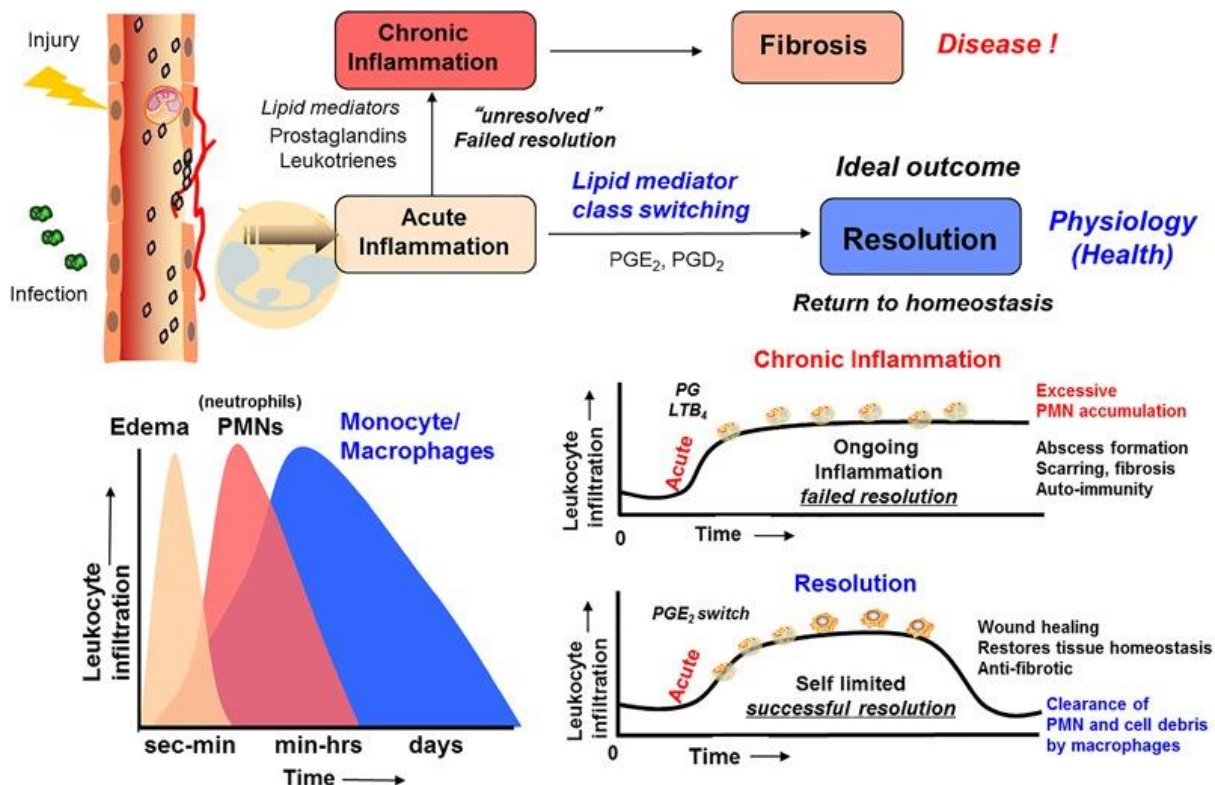 Injury
Infection
Chronic
Inflammation
Fibrosis
Disease !
Lipid mediators
Prostaglandins
Leukotrienes
“unresolved”
Failed resolution
Acute
Inflammation
Lipid mediator
class switching
PGE₂, PGD₂
Ideal outcome
Resolution
Return to homeostasis
Physiology
(Health)
Edema
(neutrophils)
PMNs
Monocyte/
Macrophages
Leukocyte
infiltration
sec-min
min-hrs
days
Time
Chronic Inflammation
PG
LTB₄
Acute
Ongoing
Inflammation
failed resolution
Leukocyte
infiltration
0
Time
Excessive
PMN accumulation
Abscess formation
Scarring, fibrosis
Auto-immunity
Resolution
PGE₂ switch
Acute
Self limited
successful resolution
Leukocyte
infiltration
0
Time
Wound healing
Restores tissue homeostasis
Anti-fibrotic
Clearance of
PMN and cell debris
by macrophages